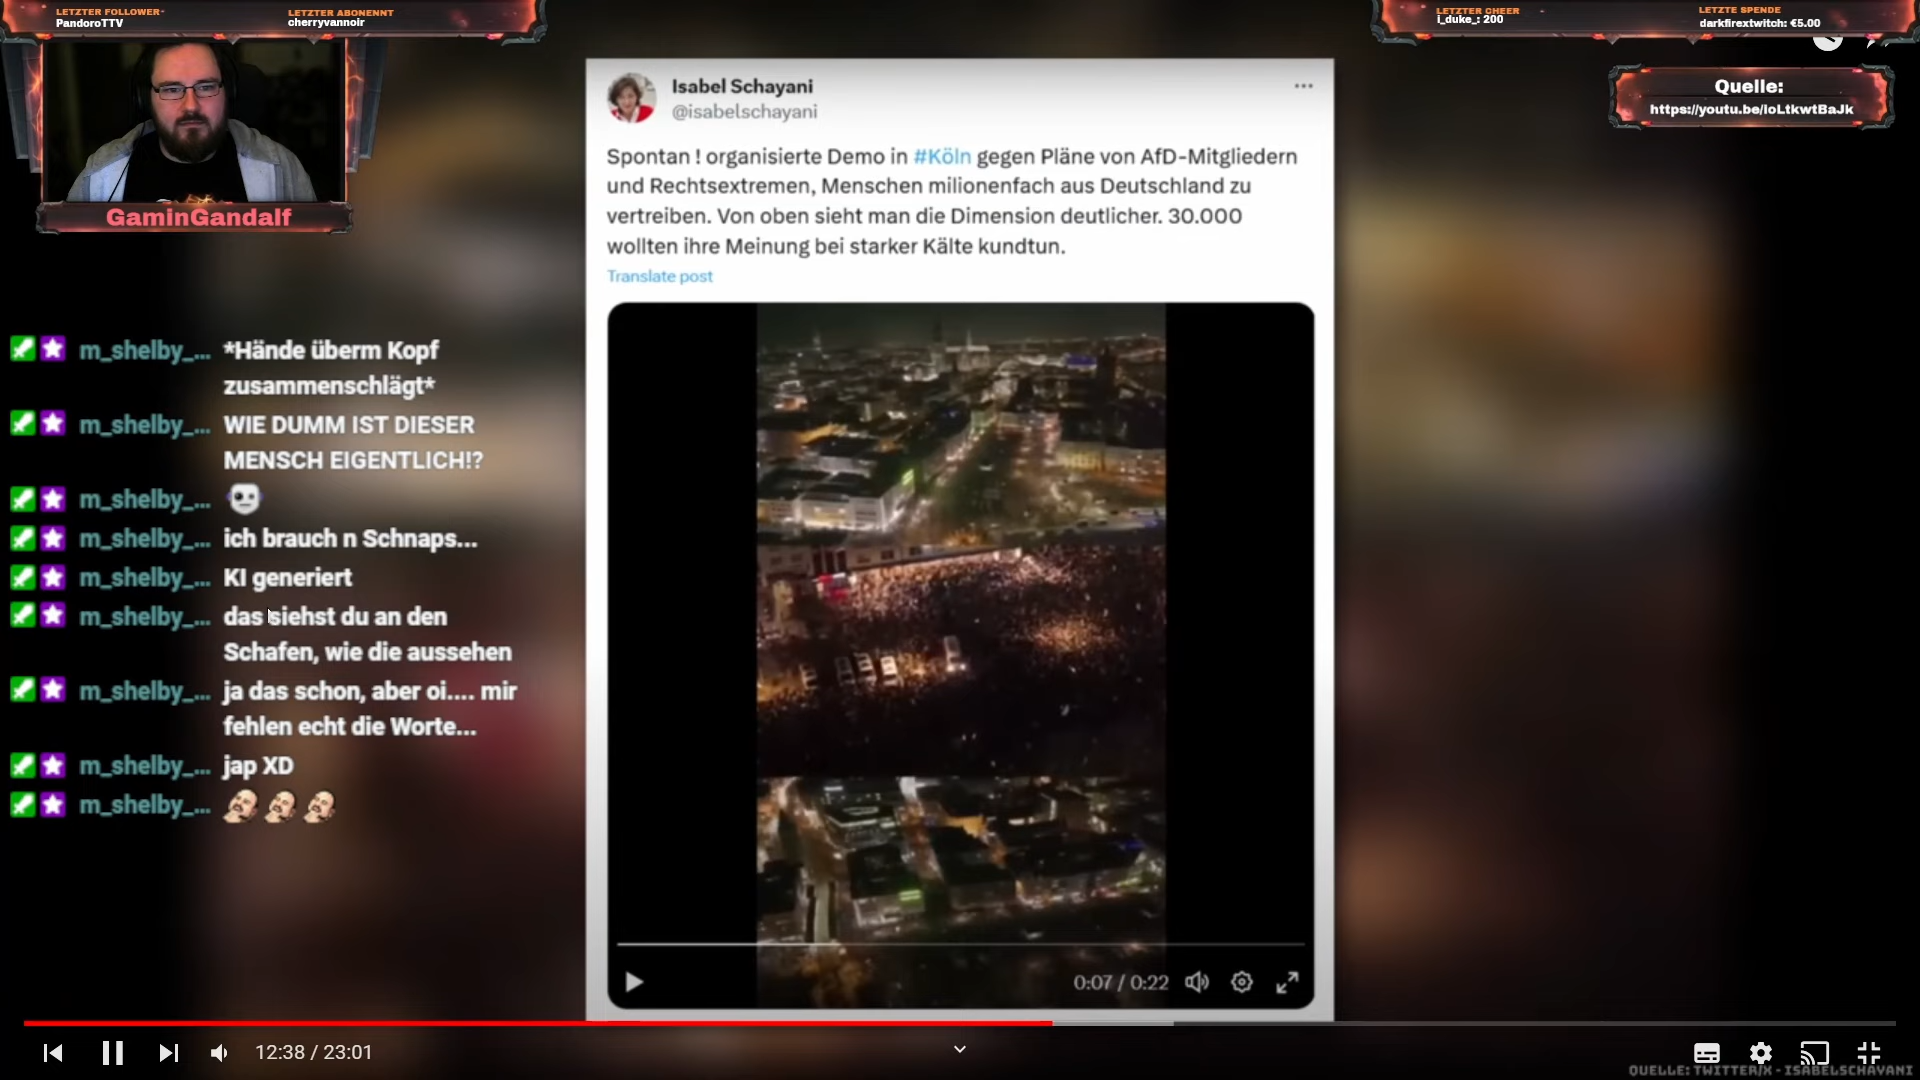 LETZTER FOLLOWER-
PandoroTTV
LETZTER ABONENNT
cherryvannoir
LETZTER CHEER
i_duke_: 200
LETZTE SPENDE
darkfirextwitch: €5.00
GaminGandalf
Quelle:
https://youtu.be/IoLtkwtBaJk
Isabel Schayani
@isabelschayani
Spontan ! organisierte Demo in #Köln gegen Pläne von AfD-Mitgliedern
und Rechtsextremen, Menschen milionenfach aus Deutschland zu
vertreiben. Von oben sieht man die Dimension deutlicher. 30.000
wollten ihre Meinung bei starker Kälte kundtun.
Translate post
m_shelby_... *Hände überm Kopf
zusammenschlägt*
m_shelby_... WIE DUMM IST DIESER
MENSCH EIGENTLICH!?
m_shelby_...
m_shelby_... ich brauch n Schnaps...
m_shelby_... KI generiert
m_shelby_... das siehst du an den
Schafen, wie die aussehen
m_shelby_... ja das schon, aber oi.... mir
fehlen echt die Worte...
m_shelby_... jap XD
m_shelby_...
0:07 / 0:22
12:38 / 23:01
QUELLE: TWITTER/X - ISABELSCHAYANI